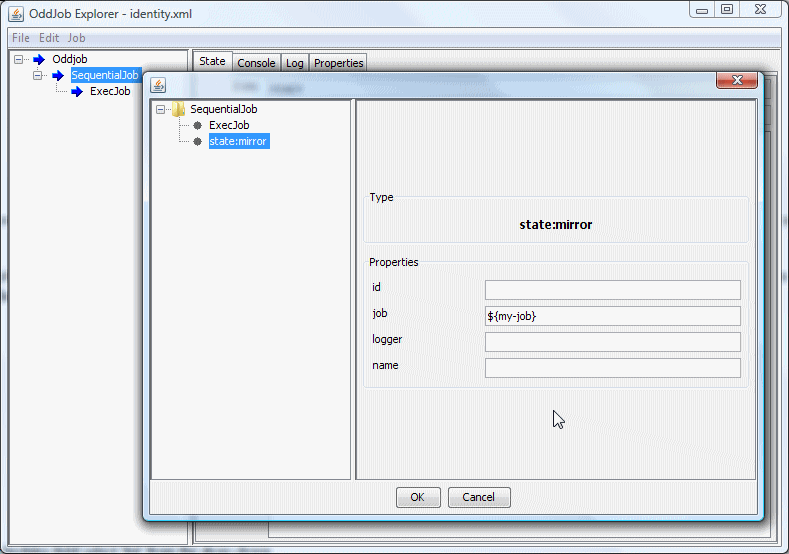 OddJob Explorer - identity.xml
File Edit Job
Oddjob
SequentialJob
ExecJob
State Console Log Properties
SequentialJob
ExecJob
state:mirror
Type
state:mirror
Properties
id
job ${my-job}
logger
name
OK Cancel